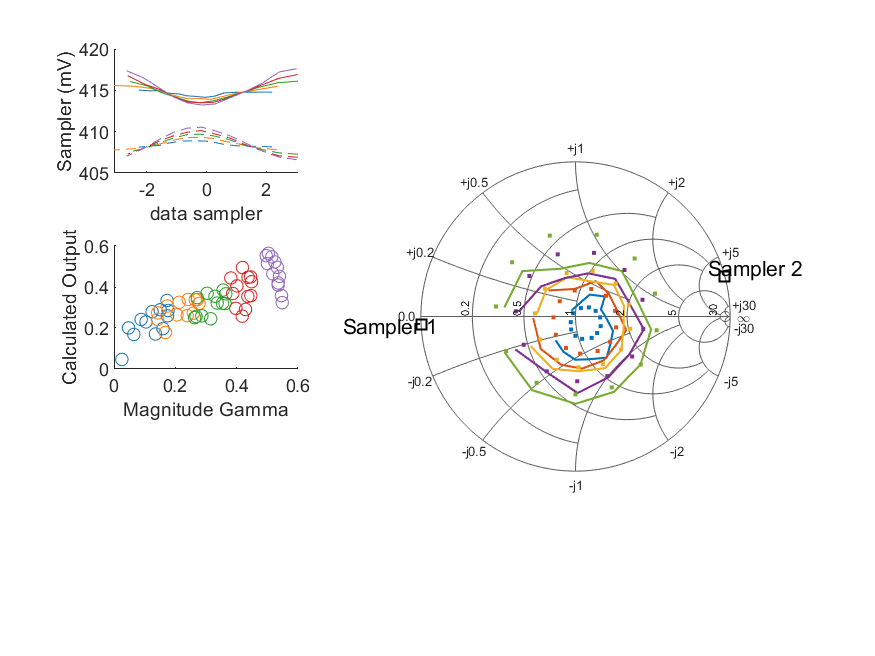 420
415
410
405
Sampler (mV)
-2
0
2
data sampler
0.6
0.4
0.2
0
Calculated Output
0
0.2
0.4
0.6
Magnitude Gamma
+j1
+j0.5
+j2
+j0.2
+j5
Sampler 2
0.0
0.2
0.5
1
2
5
30
+j30
∞
-j30
Sampler 1
-j0.2
-j5
-j0.5
-j2
-j1